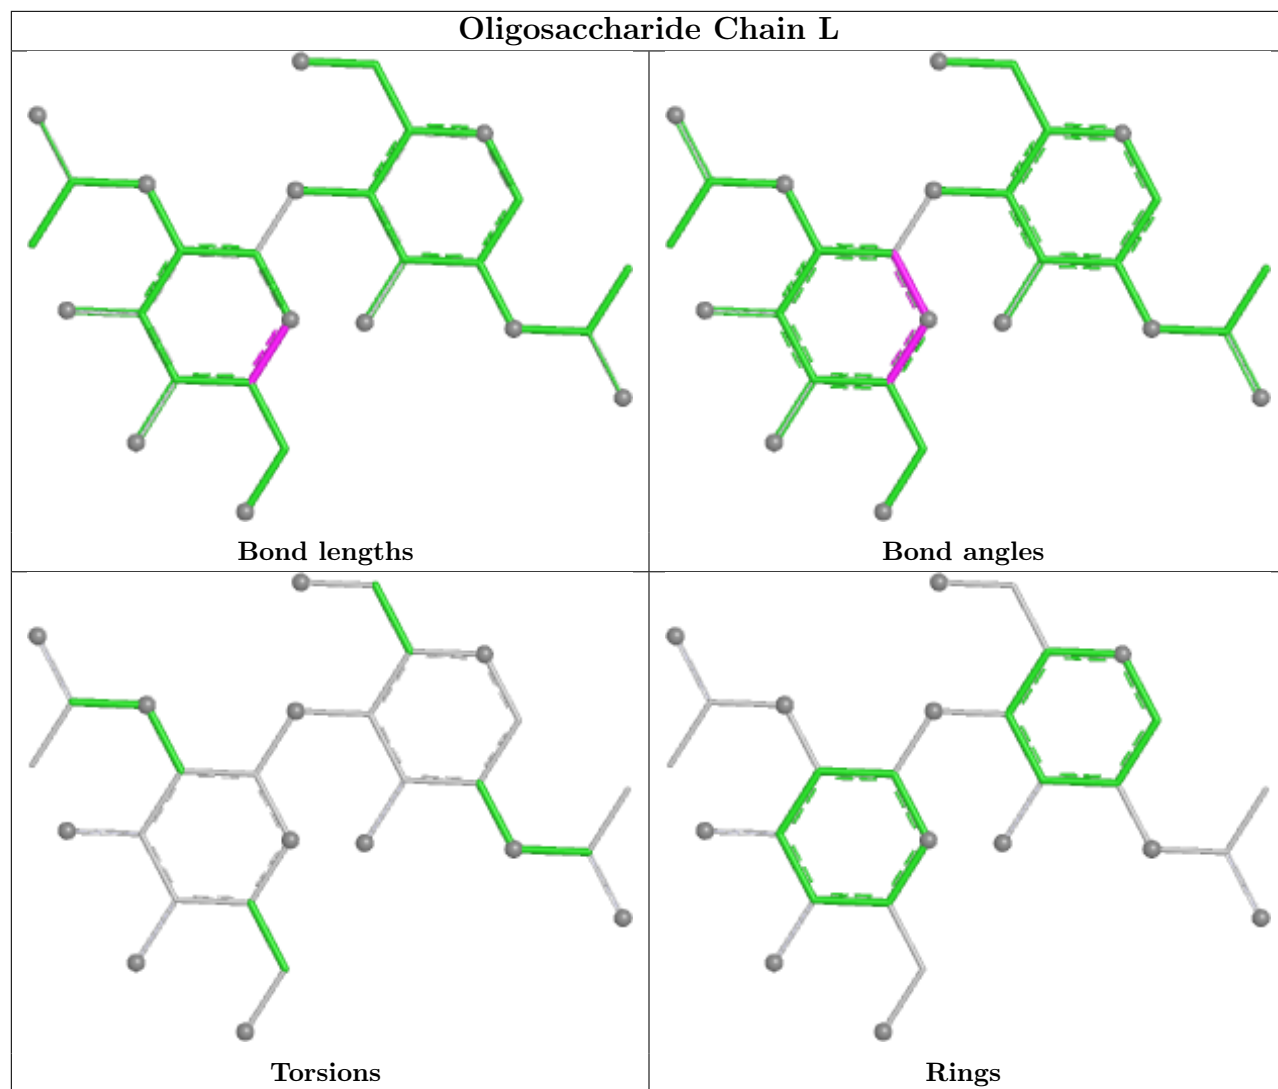 Oligosaccharide Chain L
Bond lengths
Bond angles
Torsions
Rings